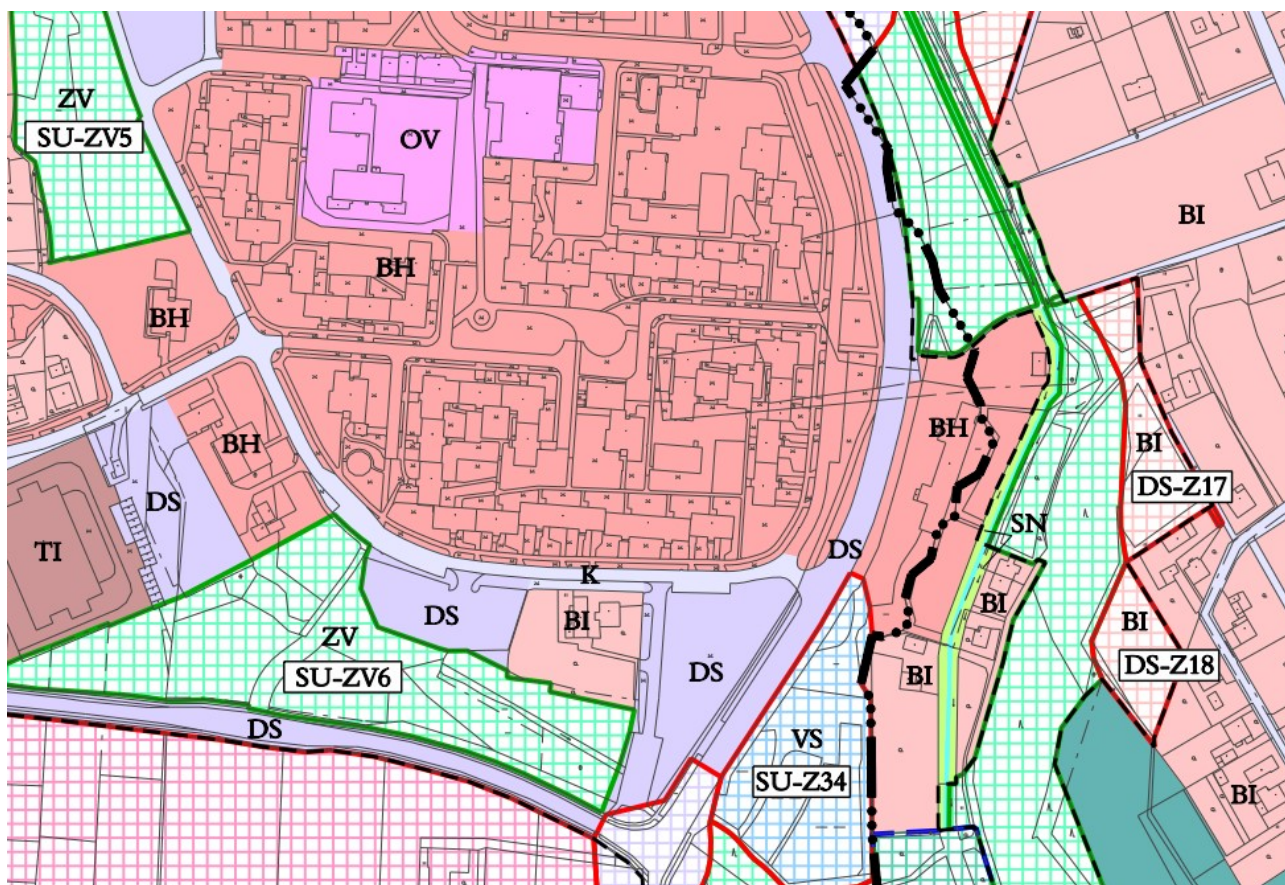 ZV
SU-ZV5
OV
BI
BH
BH
BH
BH
BI
DS-Z17
DS
SN
TI
DS
K
DS
BI
BI
BI
DS-Z18
ZV
SU-ZV6
DS
BI
DS
VS
SU-Z34
BI